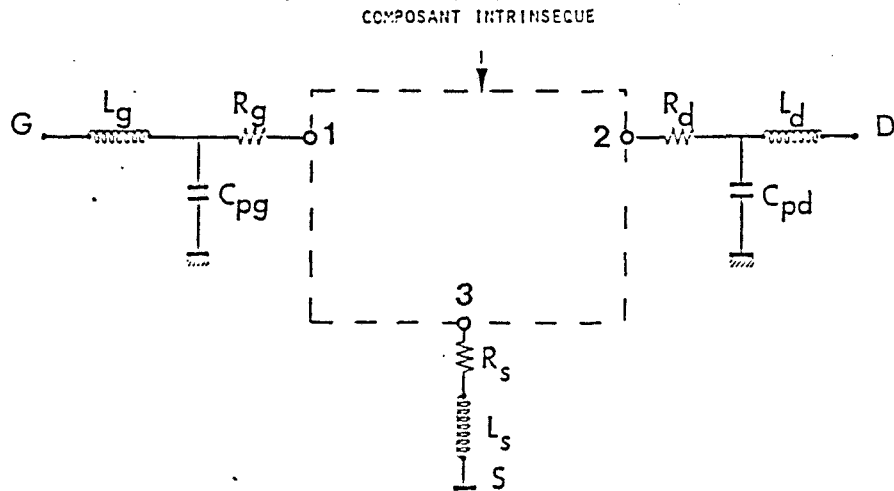 COMPOSANT INTRINSEQUE
Lg
Rg
G
1
Cpg
2
Rd
Ld
D
Cpd
3
Rs
Ls
S